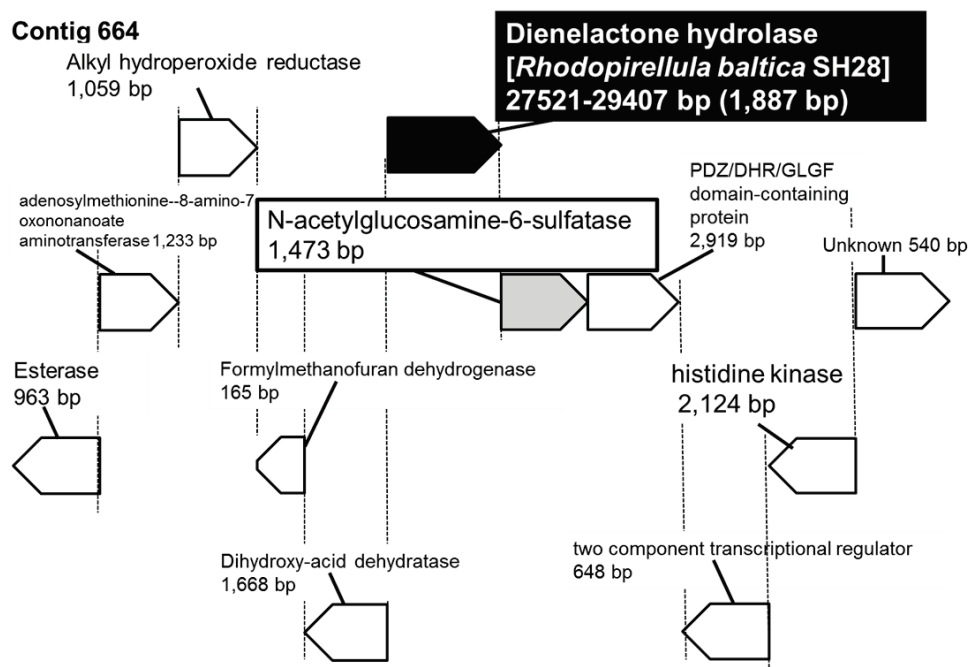 Contig 664
Alkyl hydroperoxide reductase
1,059 bp
Dienelactone hydrolase
[Rhodopirellula baltica SH28]
27521-29407 bp (1,887 bp)
adenosylmethionine--8-amino-7
oxononanoate
aminotransferase 1,233 bp
N-acetylglucosamine-6-sulfatase
1,473 bp
PDZ/DHR/GLGF
domain-containing
protein
2,919 bp
Unknown 540 bp
Esterase
963 bp
Formylmethanofuran dehydrogenase
165 bp
histidine kinase
2,124 bp
Dihydroxy-acid dehydratase
1,668 bp
two component transcriptional regulator
648 bp